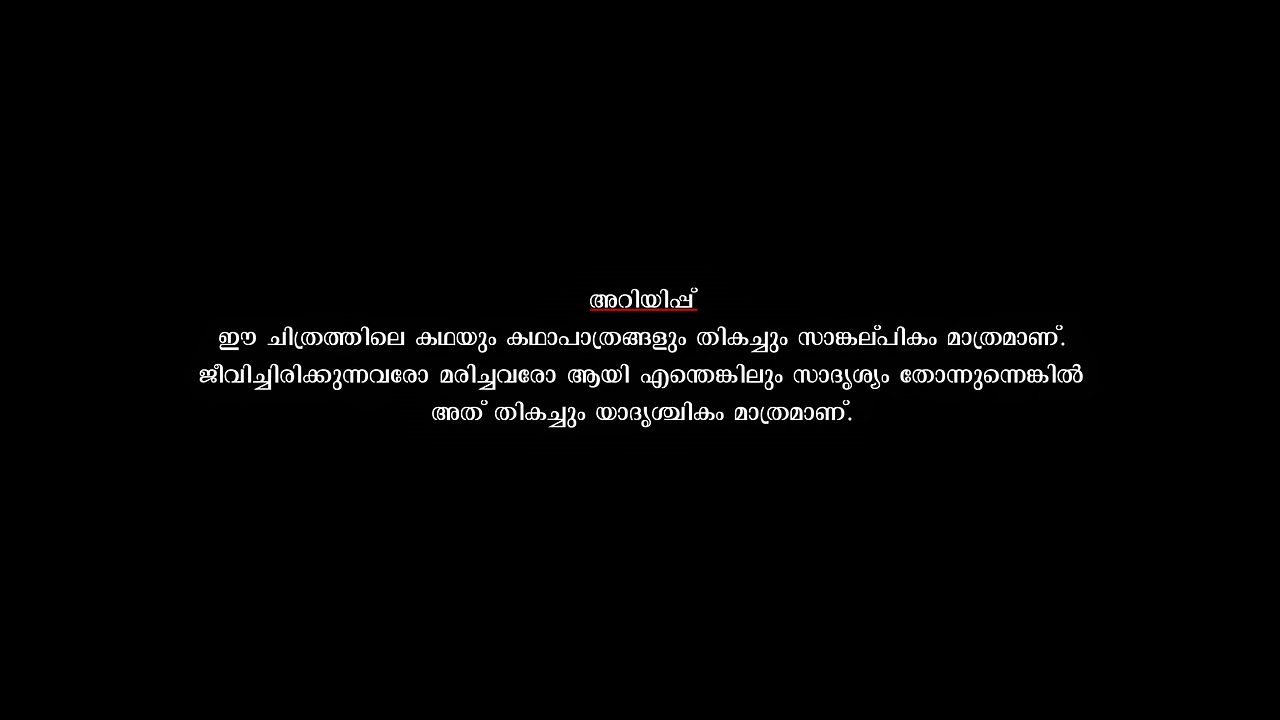 അറിയിപ്പ്
ഈ ചിത്രത്തിലെ കഥയും കഥാപാത്രങ്ങളും തികച്ചും സാങ്കല്പികം മാത്രമാണ്.
ജീവിച്ചിരിക്കുന്നവരോ മരിച്ചവരോ ആയി എന്തെങ്കിലും സാദൃശ്യം തോന്നുന്നെങ്കിൽ
അത് തികച്ചും യാദൃശ്ചികം മാത്രമാണ്.